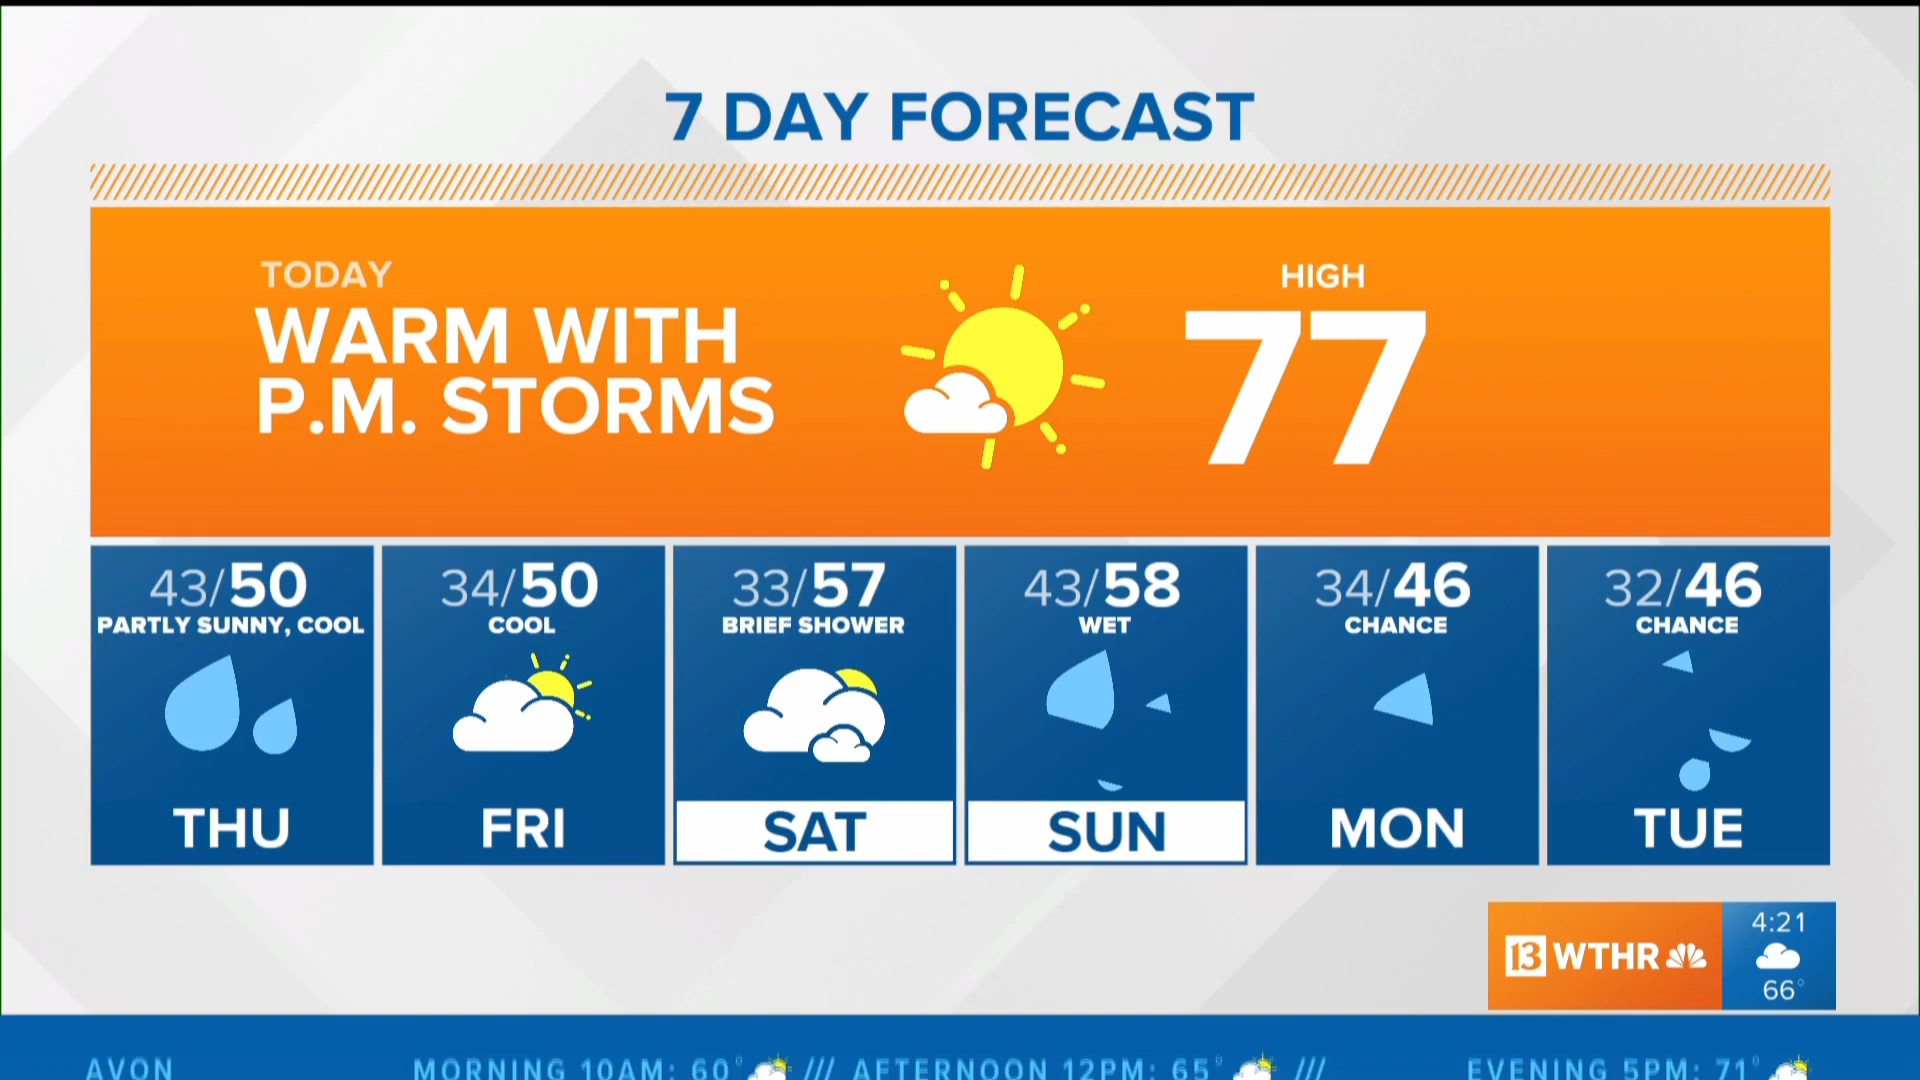 7 DAY FORECAST
TODAY
WARM WITH
P.M. STORMS
HIGH
77
43/50
PARTLY SUNNY, COOL
THU
34/50
COOL
FRI
33/57
BRIEF SHOWER
SAT
43/58
WET
SUN
34/46
CHANCE
MON
32/46
CHANCE
TUE
13 WTHR
4:21
66°
AVON MORNING 10AM: 60° /// AFTERNOON 12PM: 65° /// EVENING 5PM: 71°